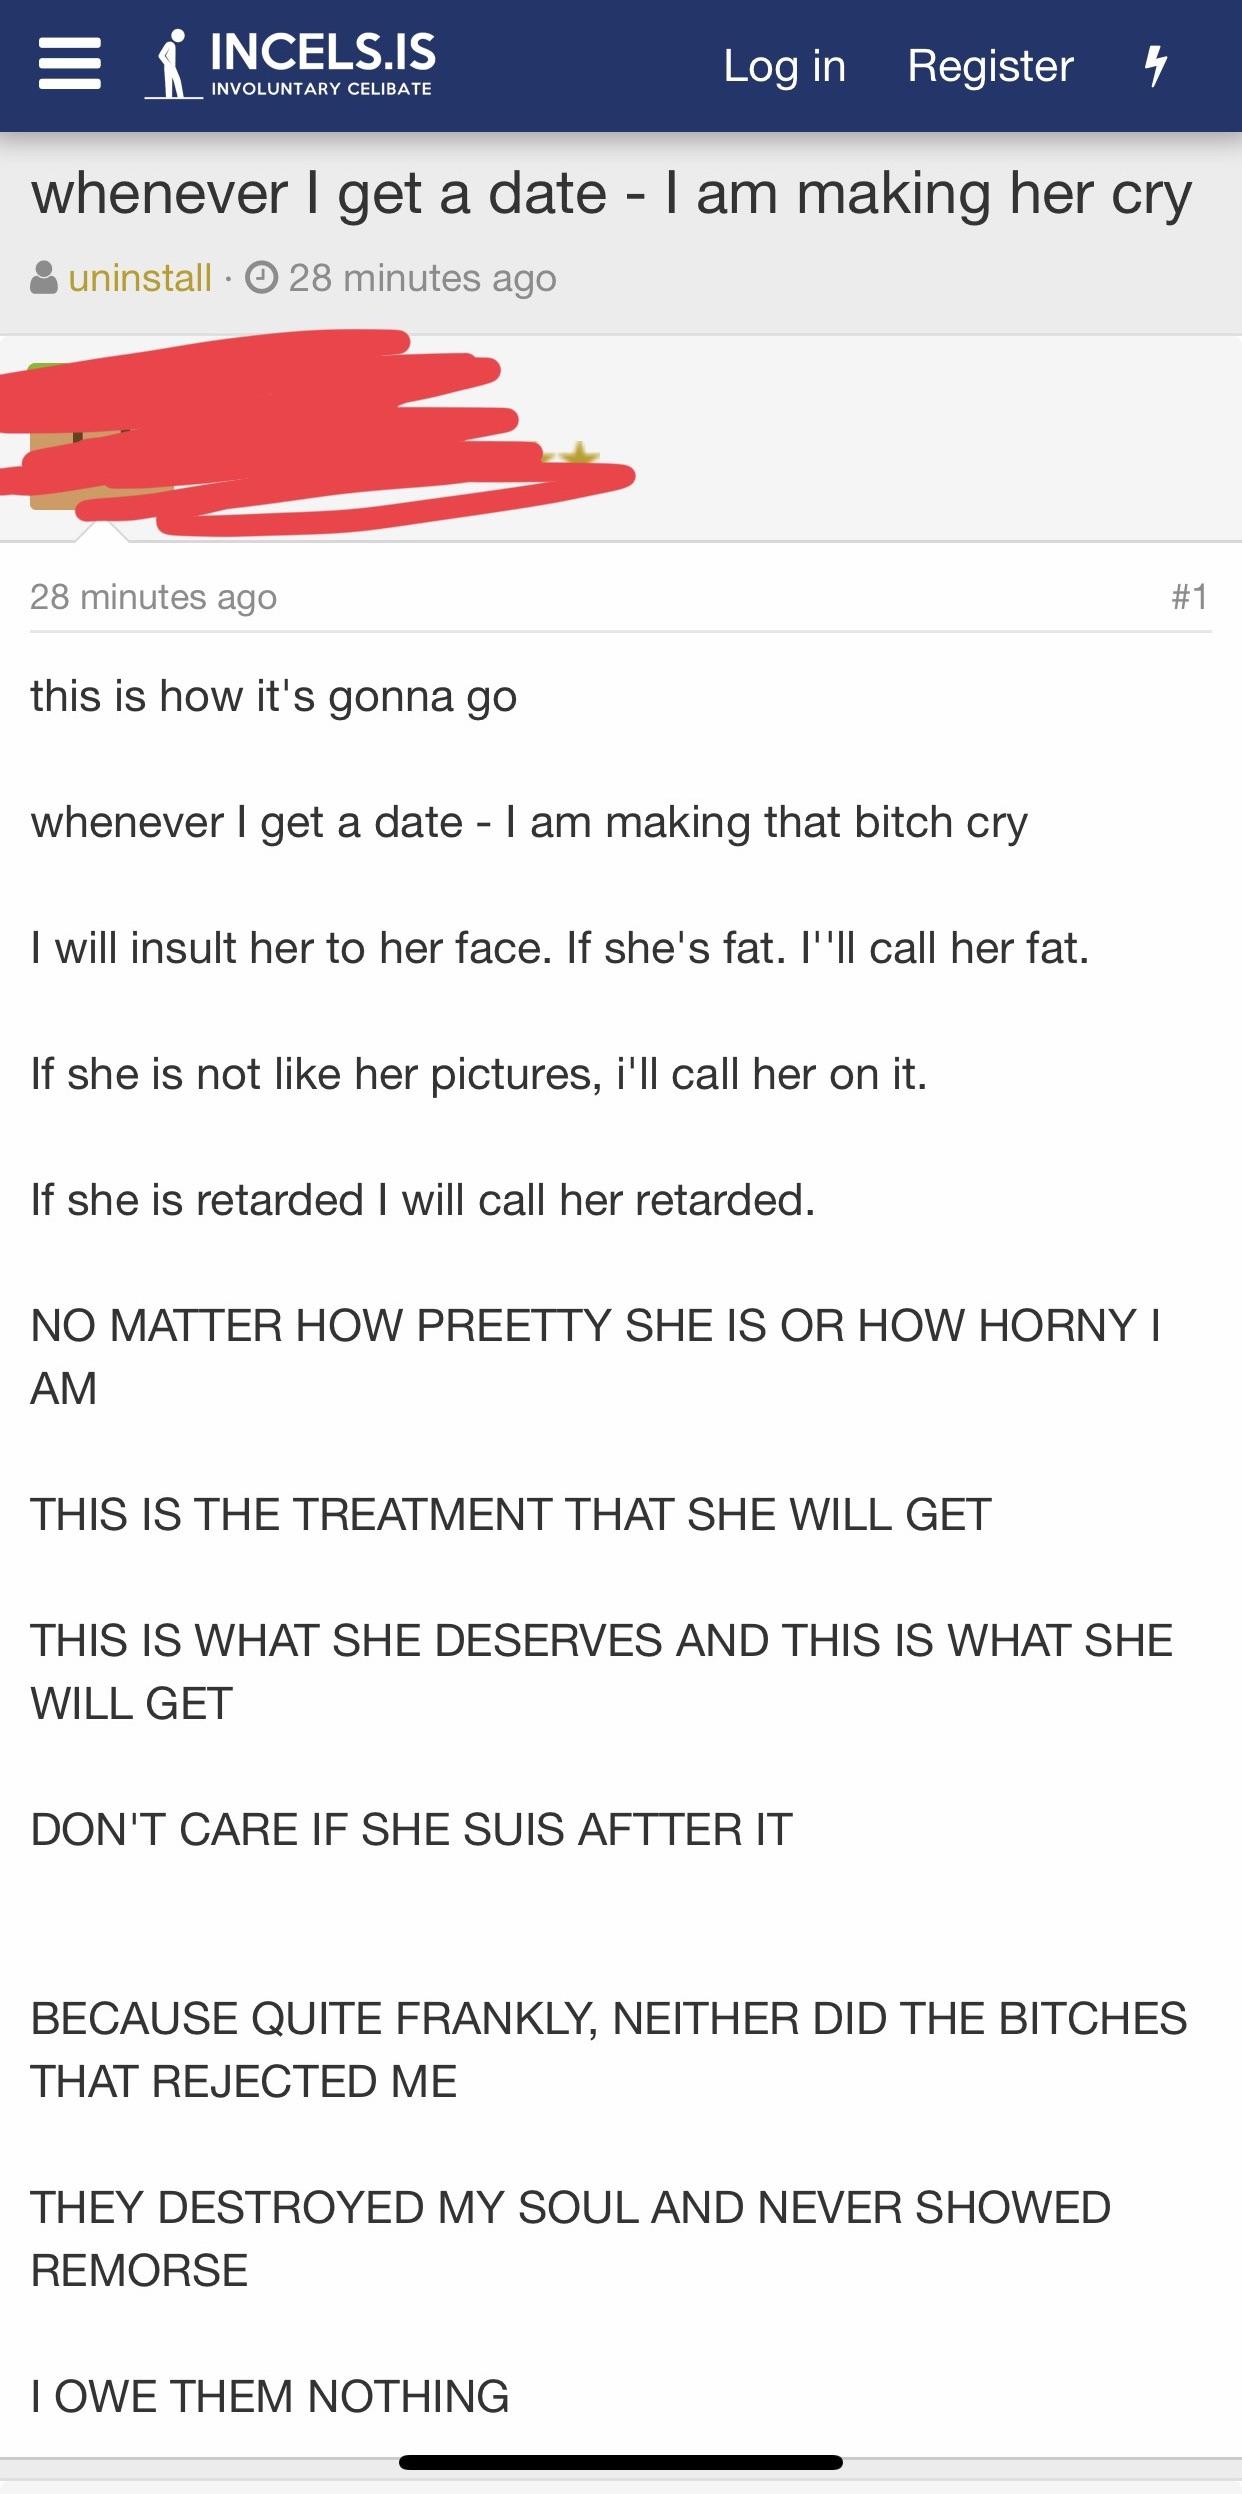 INCELS.IS
INVOLUNTARY CELIBATE
Log in Register
whenever I get a date - I am making her cry
uninstall · 28 minutes ago
28 minutes ago #1
this is how it's gonna go
whenever I get a date - I am making that bitch cry
I will insult her to her face. If she's fat. I''ll call her fat.
If she is not like her pictures, i'll call her on it.
If she is retarded I will call her retarded.
NO MATTER HOW PREETTY SHE IS OR HOW HORNY I
AM
THIS IS THE TREATMENT THAT SHE WILL GET
THIS IS WHAT SHE DESERVES AND THIS IS WHAT SHE
WILL GET
DON'T CARE IF SHE SUIS AFTTER IT
BECAUSE QUITE FRANKLY, NEITHER DID THE BITCHES
THAT REJECTED ME
THEY DESTROYED MY SOUL AND NEVER SHOWED
REMORSE
I OWE THEM NOTHING